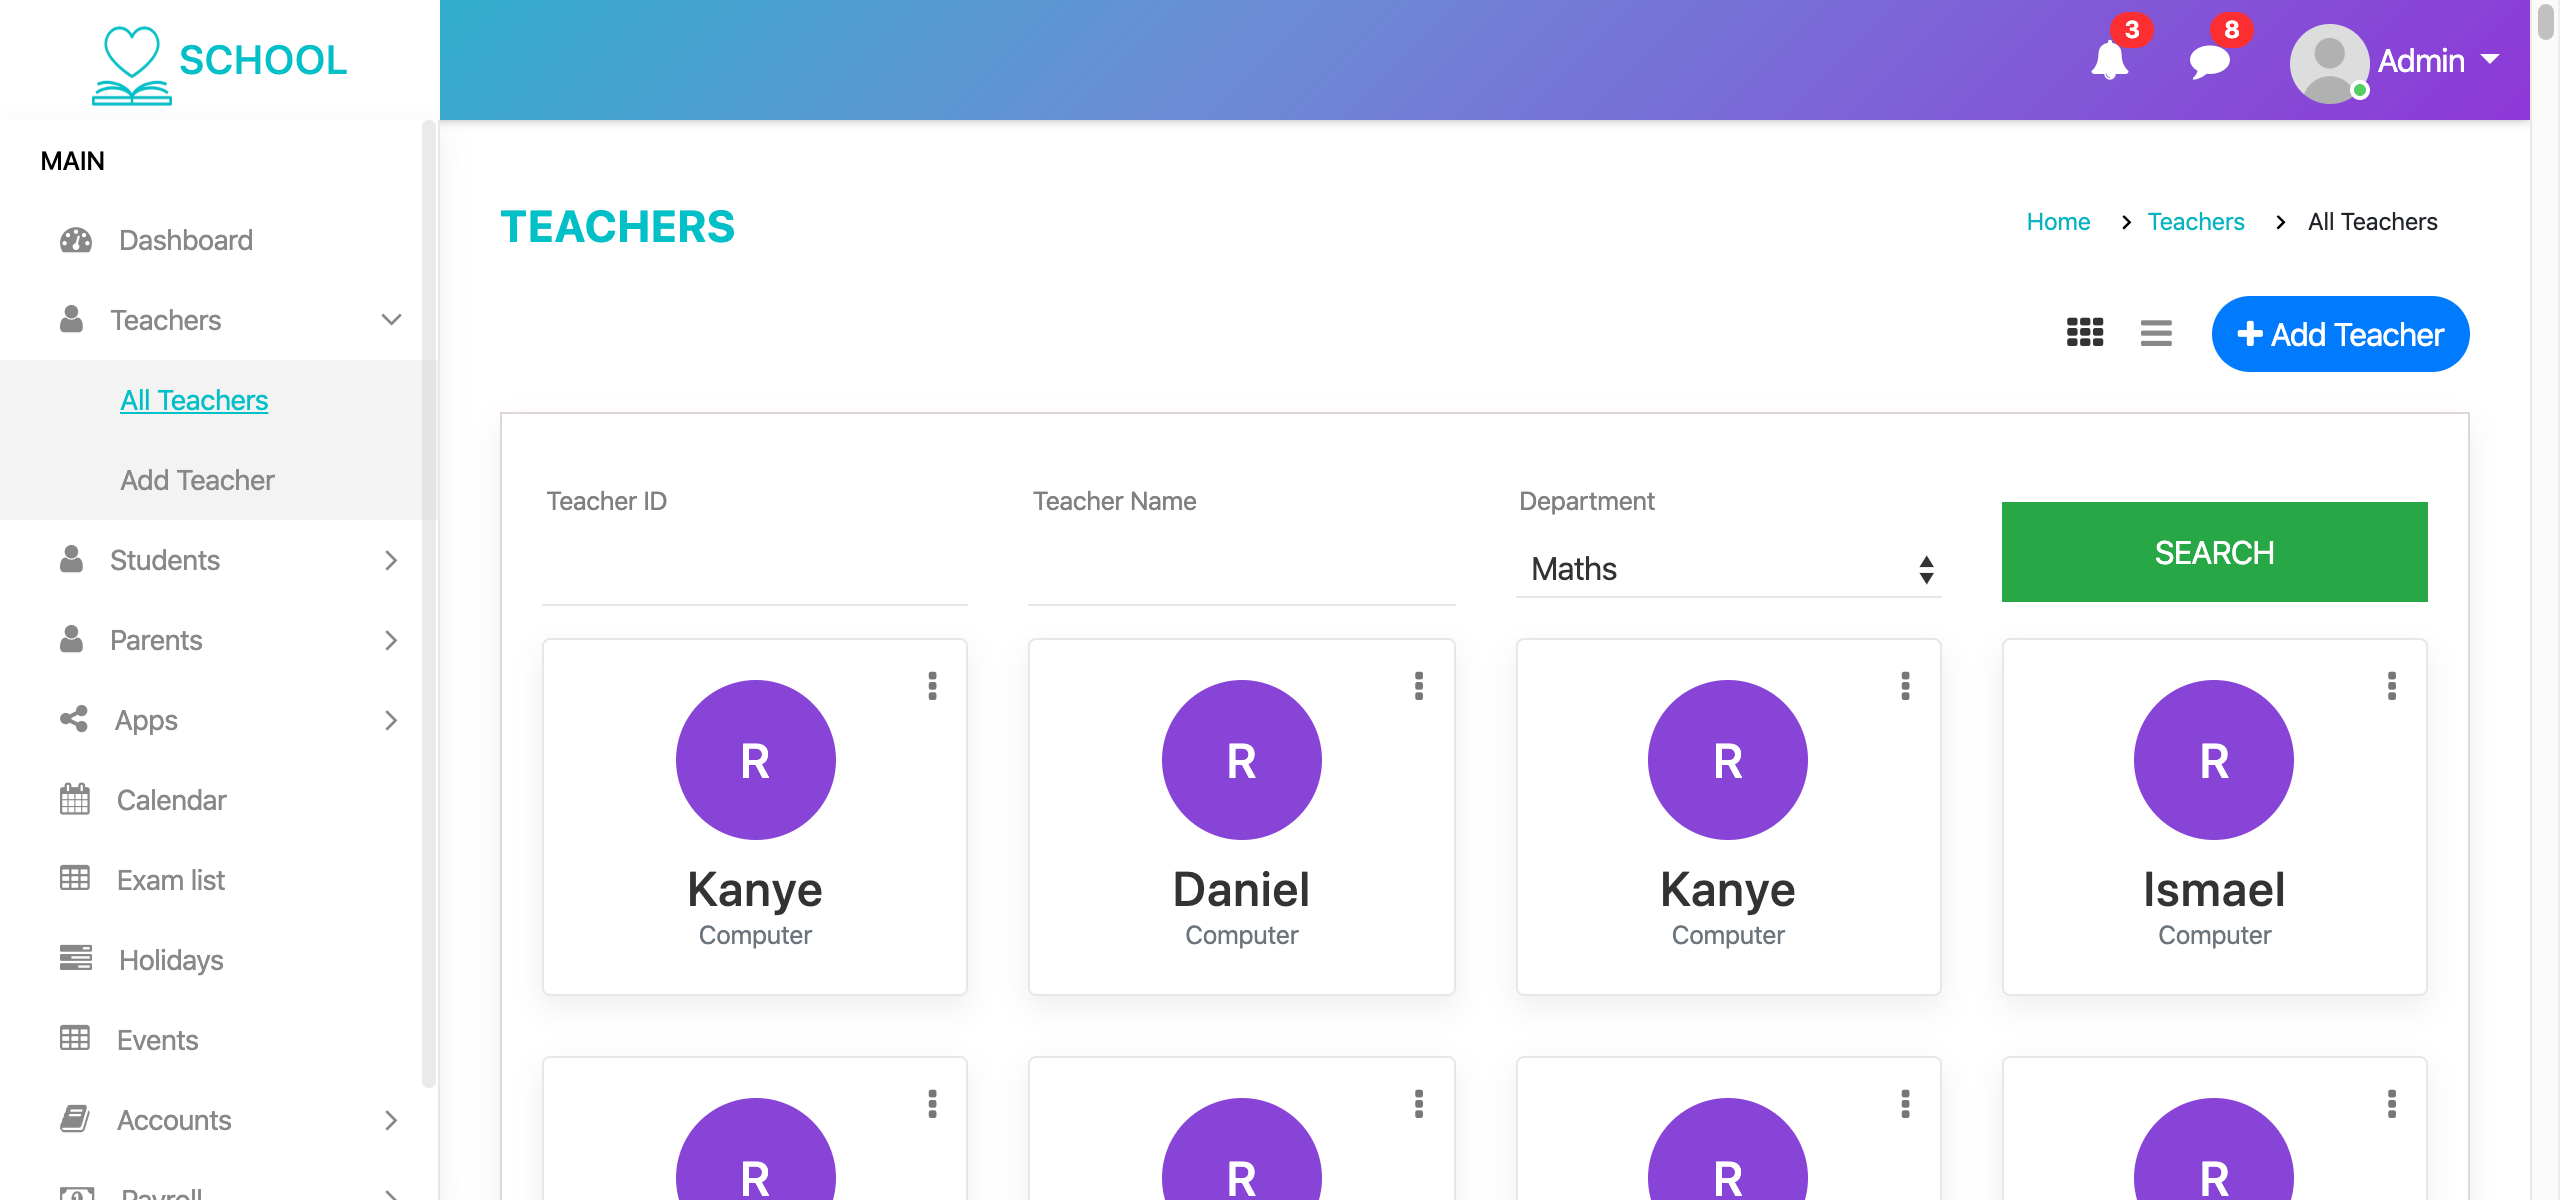 SCHOOL
3
8
Admin
MAIN
Dashboard
Teachers
All Teachers
Add Teacher
Students
Parents
Apps
Calendar
Exam list
Holidays
Events
Accounts
Payroll
TEACHERS
Home
Teachers
All Teachers
Add Teacher
Teacher ID
Teacher Name
Department
Maths
SEARCH
R
Kanye
Computer
R
Daniel
Computer
R
Kanye
Computer
R
Ismael
Computer
R
R
R
R